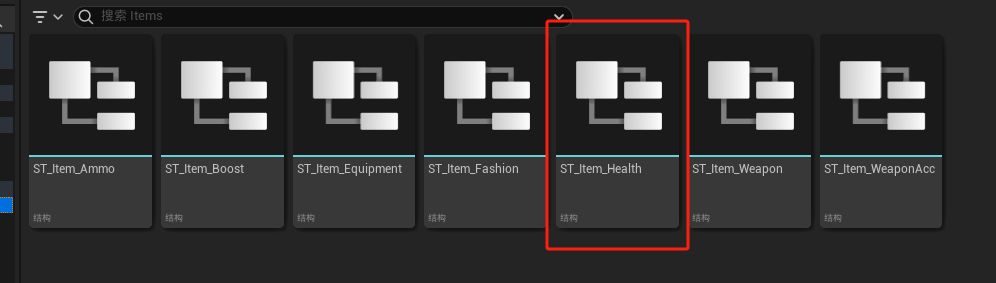 搜索 Items
ST_Item_Ammo
结构
ST_Item_Boost
结构
ST_Item_Equipment
结构
ST_Item_Fashion
结构
ST_Item_Health
结构
ST_Item_Weapon
结构
ST_Item_WeaponAcc
结构